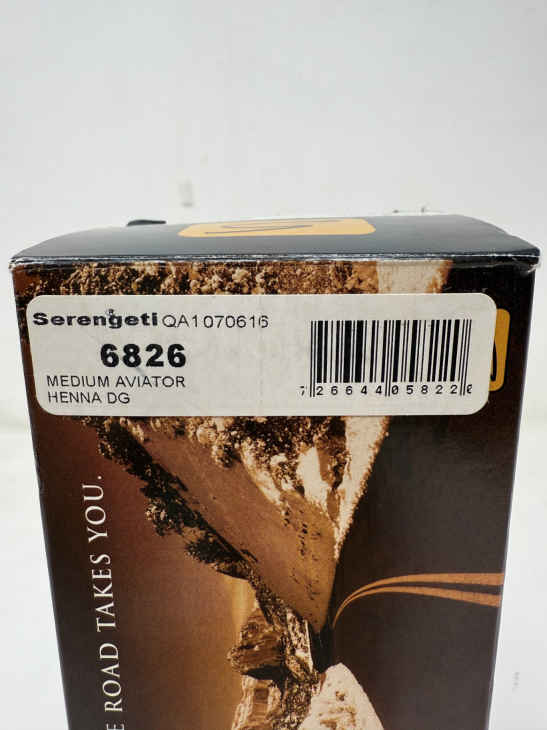 Serengeti QA1070616
6826
MEDIUM AVIATOR
HENNA DG
7 26644 05822
ROAD TAKES YOU.